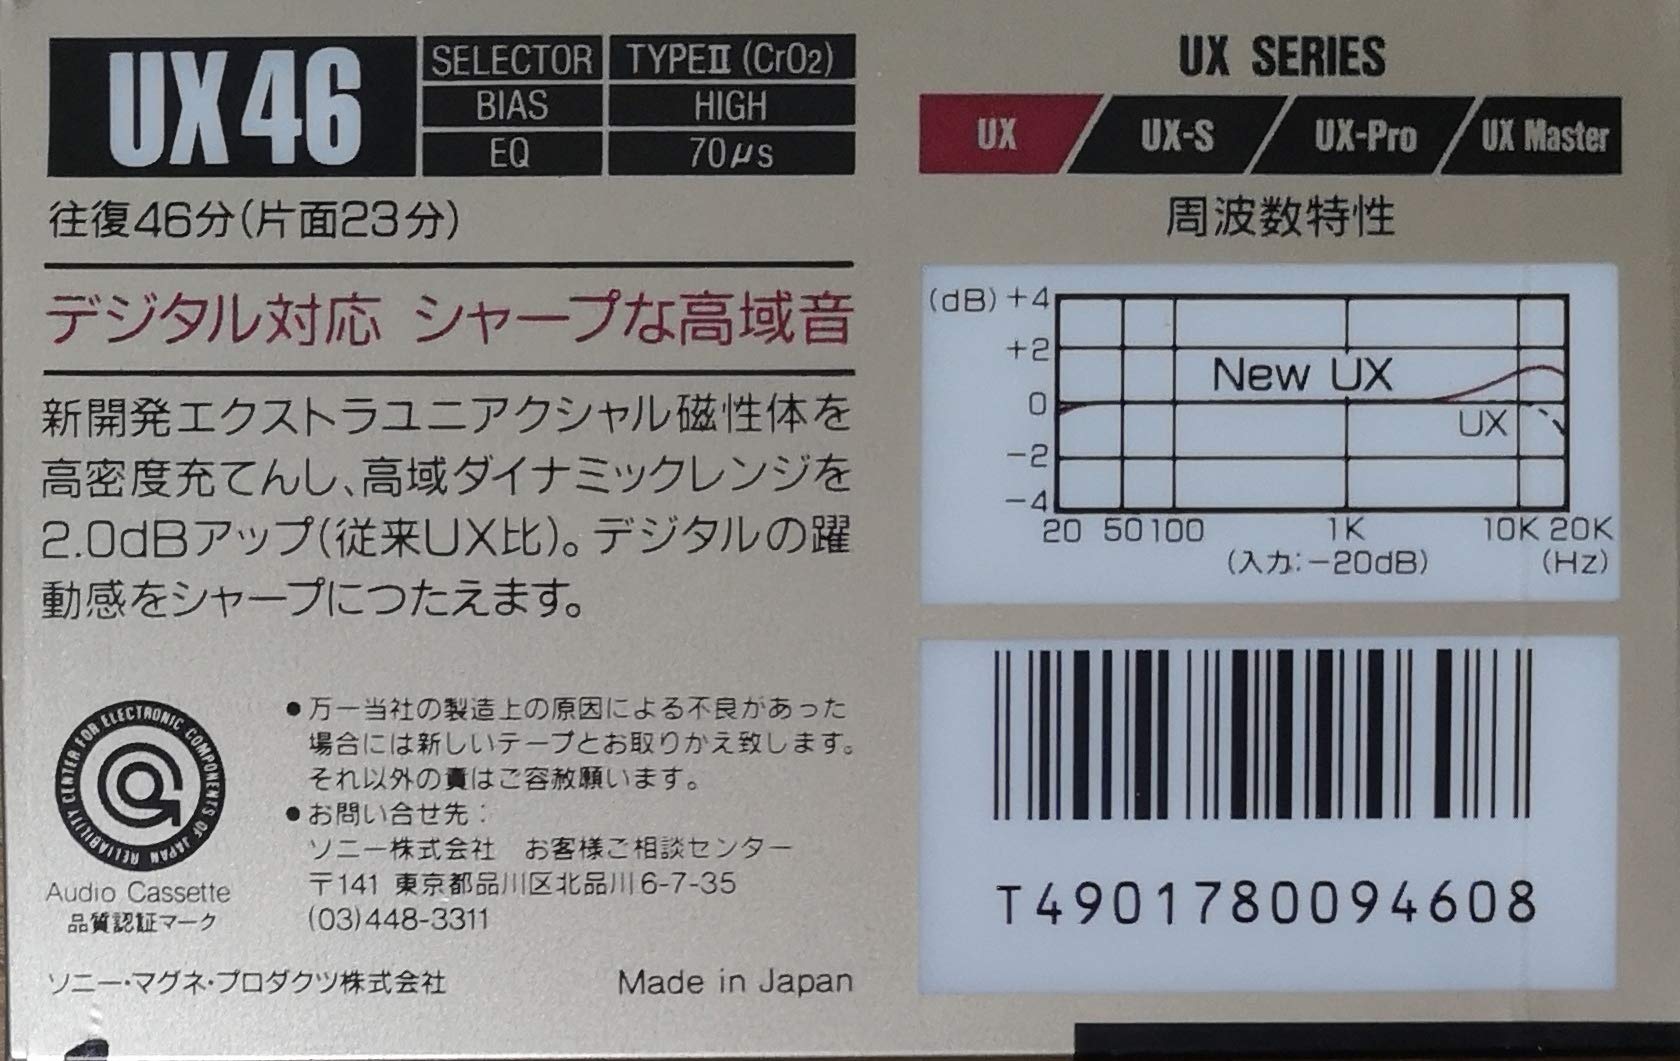 UX46
SELECTOR TYPEⅡ (CrO2)
BIAS HIGH
EQ 70μs
往復46分(片面23分)
デジタル対応 シャープな高域音
新開発エクストラユニアクシャル磁性体を
高密度充てんし、高域ダイナミックレンジを
2.0dBアップ(従来UX比)。デジタルの躍
動感をシャープにつたえます。
RELIABILITY CENTER FOR ELECTRONIC COMPONENTS OF JAPAN
Audio Cassette
品質認証マーク
●万一当社の製造上の原因による不良があった
場合には新しいテープとお取りかえ致します。
それ以外の責はご容赦願います。
●お問い合せ先:
ソニー株式会社 お客様ご相談センター
〒141 東京都品川区北品川6-7-35
(03)448-3311
ソニー・マグネ・プロダクツ株式会社 Made in Japan
UX SERIES
UX UX-S UX-Pro UX Master
周波数特性
(dB) +4
+2
New UX
0
UX
-2
-4
20 50 100 1K 10K 20K
(入力:-20dB) (Hz)
T4901780094608